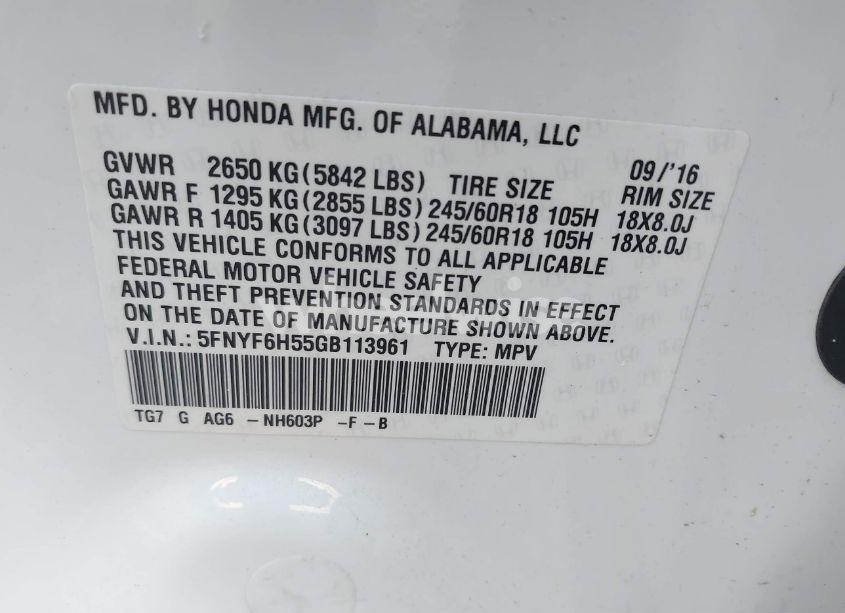 MFD. BY HONDA MFG. OF ALABAMA, LLC
09/'16
GVWR 2650 KG (5842 LBS) TIRE SIZE RIM SIZE
GAWR F 1295 KG (2855 LBS) 245/60R18 105H 18X8.0J
GAWR R 1405 KG (3097 LBS) 245/60R18 105H 18X8.0J
THIS VEHICLE CONFORMS TO ALL APPLICABLE
FEDERAL MOTOR VEHICLE SAFETY
AND THEFT PREVENTION STANDARDS IN EFFECT
ON THE DATE OF MANUFACTURE SHOWN ABOVE.
V.I.N.: 5FNYF6H55GB113961 TYPE: MPV
TG7 G AG6 - NH603P - F - B